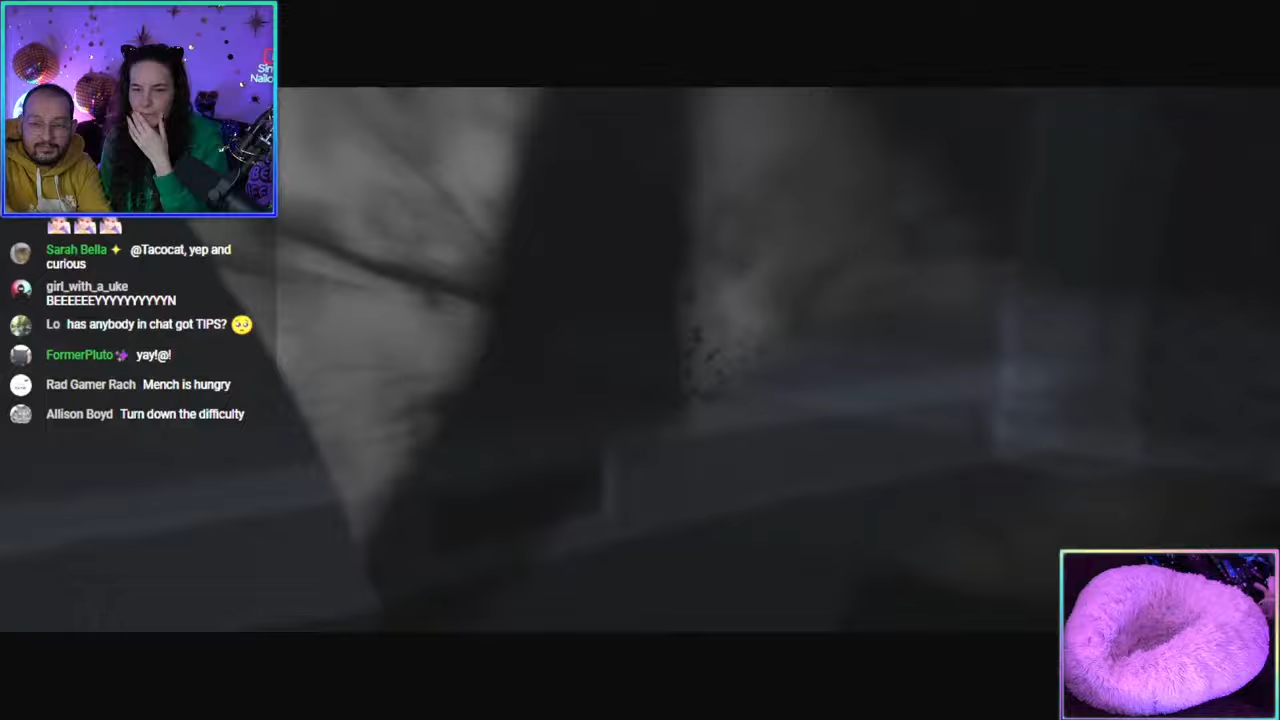 Sarah Bella @Tacocat, yep and
curious
girl_with_a_uke
BEEEEEEYYYYYYYYYYN
Lo has anybody in chat got TIPS? 🥺
FormerPluto yay!@!
Rad Gamer Rach Mench is hungry
Allison Boyd Turn down the difficulty